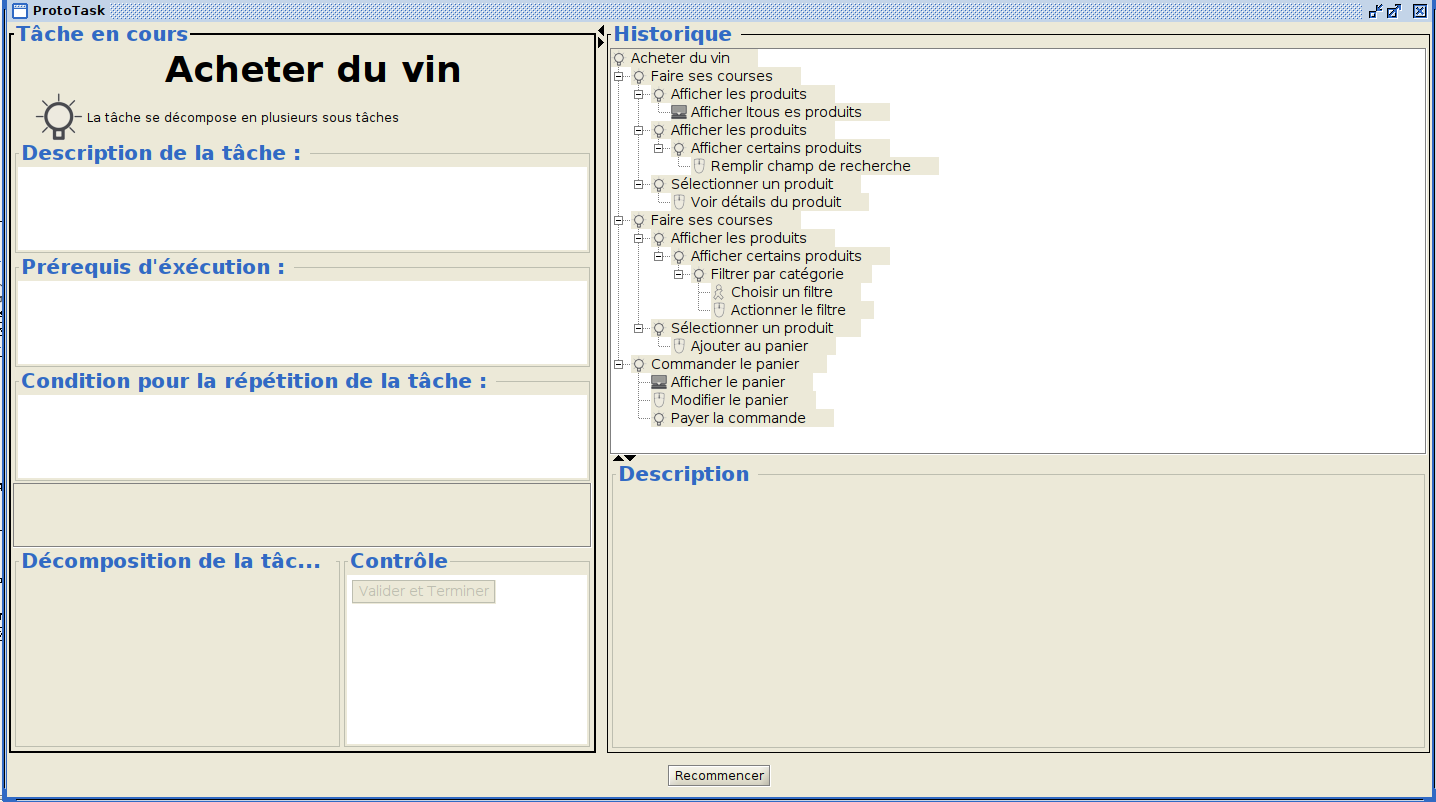 ProtoTask
Tâche en cours
Acheter du vin
La tâche se décompose en plusieurs sous tâches
Description de la tâche :
Prérequis d'éxécution :
Condition pour la répétition de la tâche :
Décomposition de la tâc...
Contrôle
Valider et Terminer
Historique
Acheter du vin
Faire ses courses
Afficher les produits
Afficher ltous es produits
Afficher les produits
Afficher certains produits
Remplir champ de recherche
Sélectionner un produit
Voir détails du produit
Faire ses courses
Afficher les produits
Afficher certains produits
Filtrer par catégorie
Choisir un filtre
Actionner le filtre
Sélectionner un produit
Ajouter au panier
Commander le panier
Afficher le panier
Modifier le panier
Payer la commande
Description
Recommencer